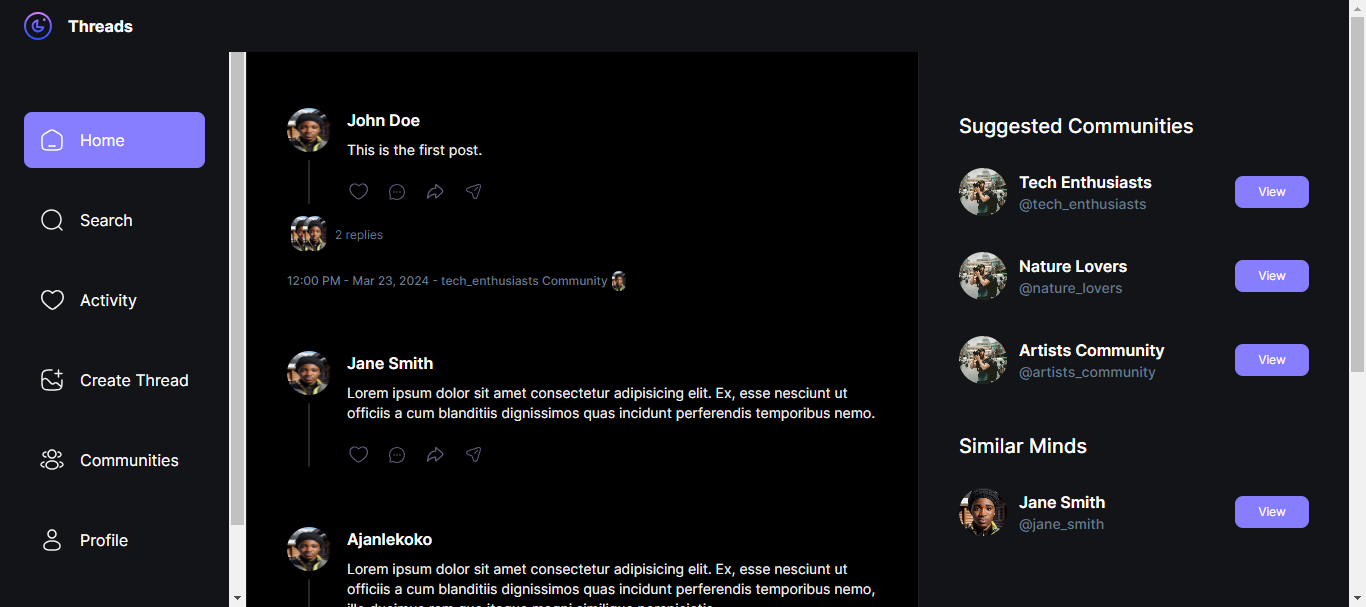 Threads
Home
Search
Activity
Create Thread
Communities
Profile
John Doe
This is the first post.
2 replies
12:00 PM - Mar 23, 2024 - tech_enthusiasts Community
Jane Smith
Lorem ipsum dolor sit amet consectetur adipisicing elit. Ex, esse nesciunt ut
officiis a cum blanditiis dignissimos quas incidunt perferendis temporibus nemo.
Ajanlekoko
Lorem ipsum dolor sit amet consectetur adipisicing elit. Ex, esse nesciunt ut
officiis a cum blanditiis dignissimos quas incidunt perferendis temporibus nemo,
Suggested Communities
Tech Enthusiasts
@tech_enthusiasts
View
Nature Lovers
@nature_lovers
View
Artists Community
@artists_community
View
Similar Minds
Jane Smith
@jane_smith
View